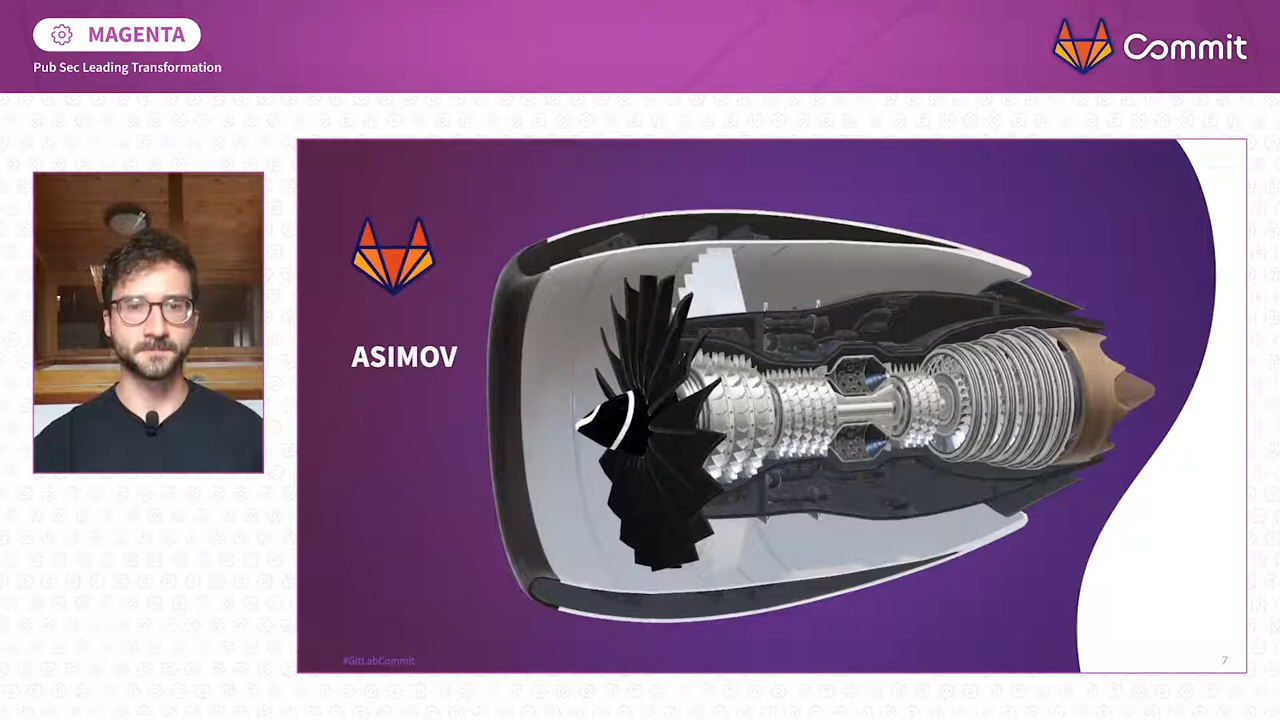 MAGENTA
Pub Sec Leading Transformation
Commit
ASIMOV
#GitLabCommit
7